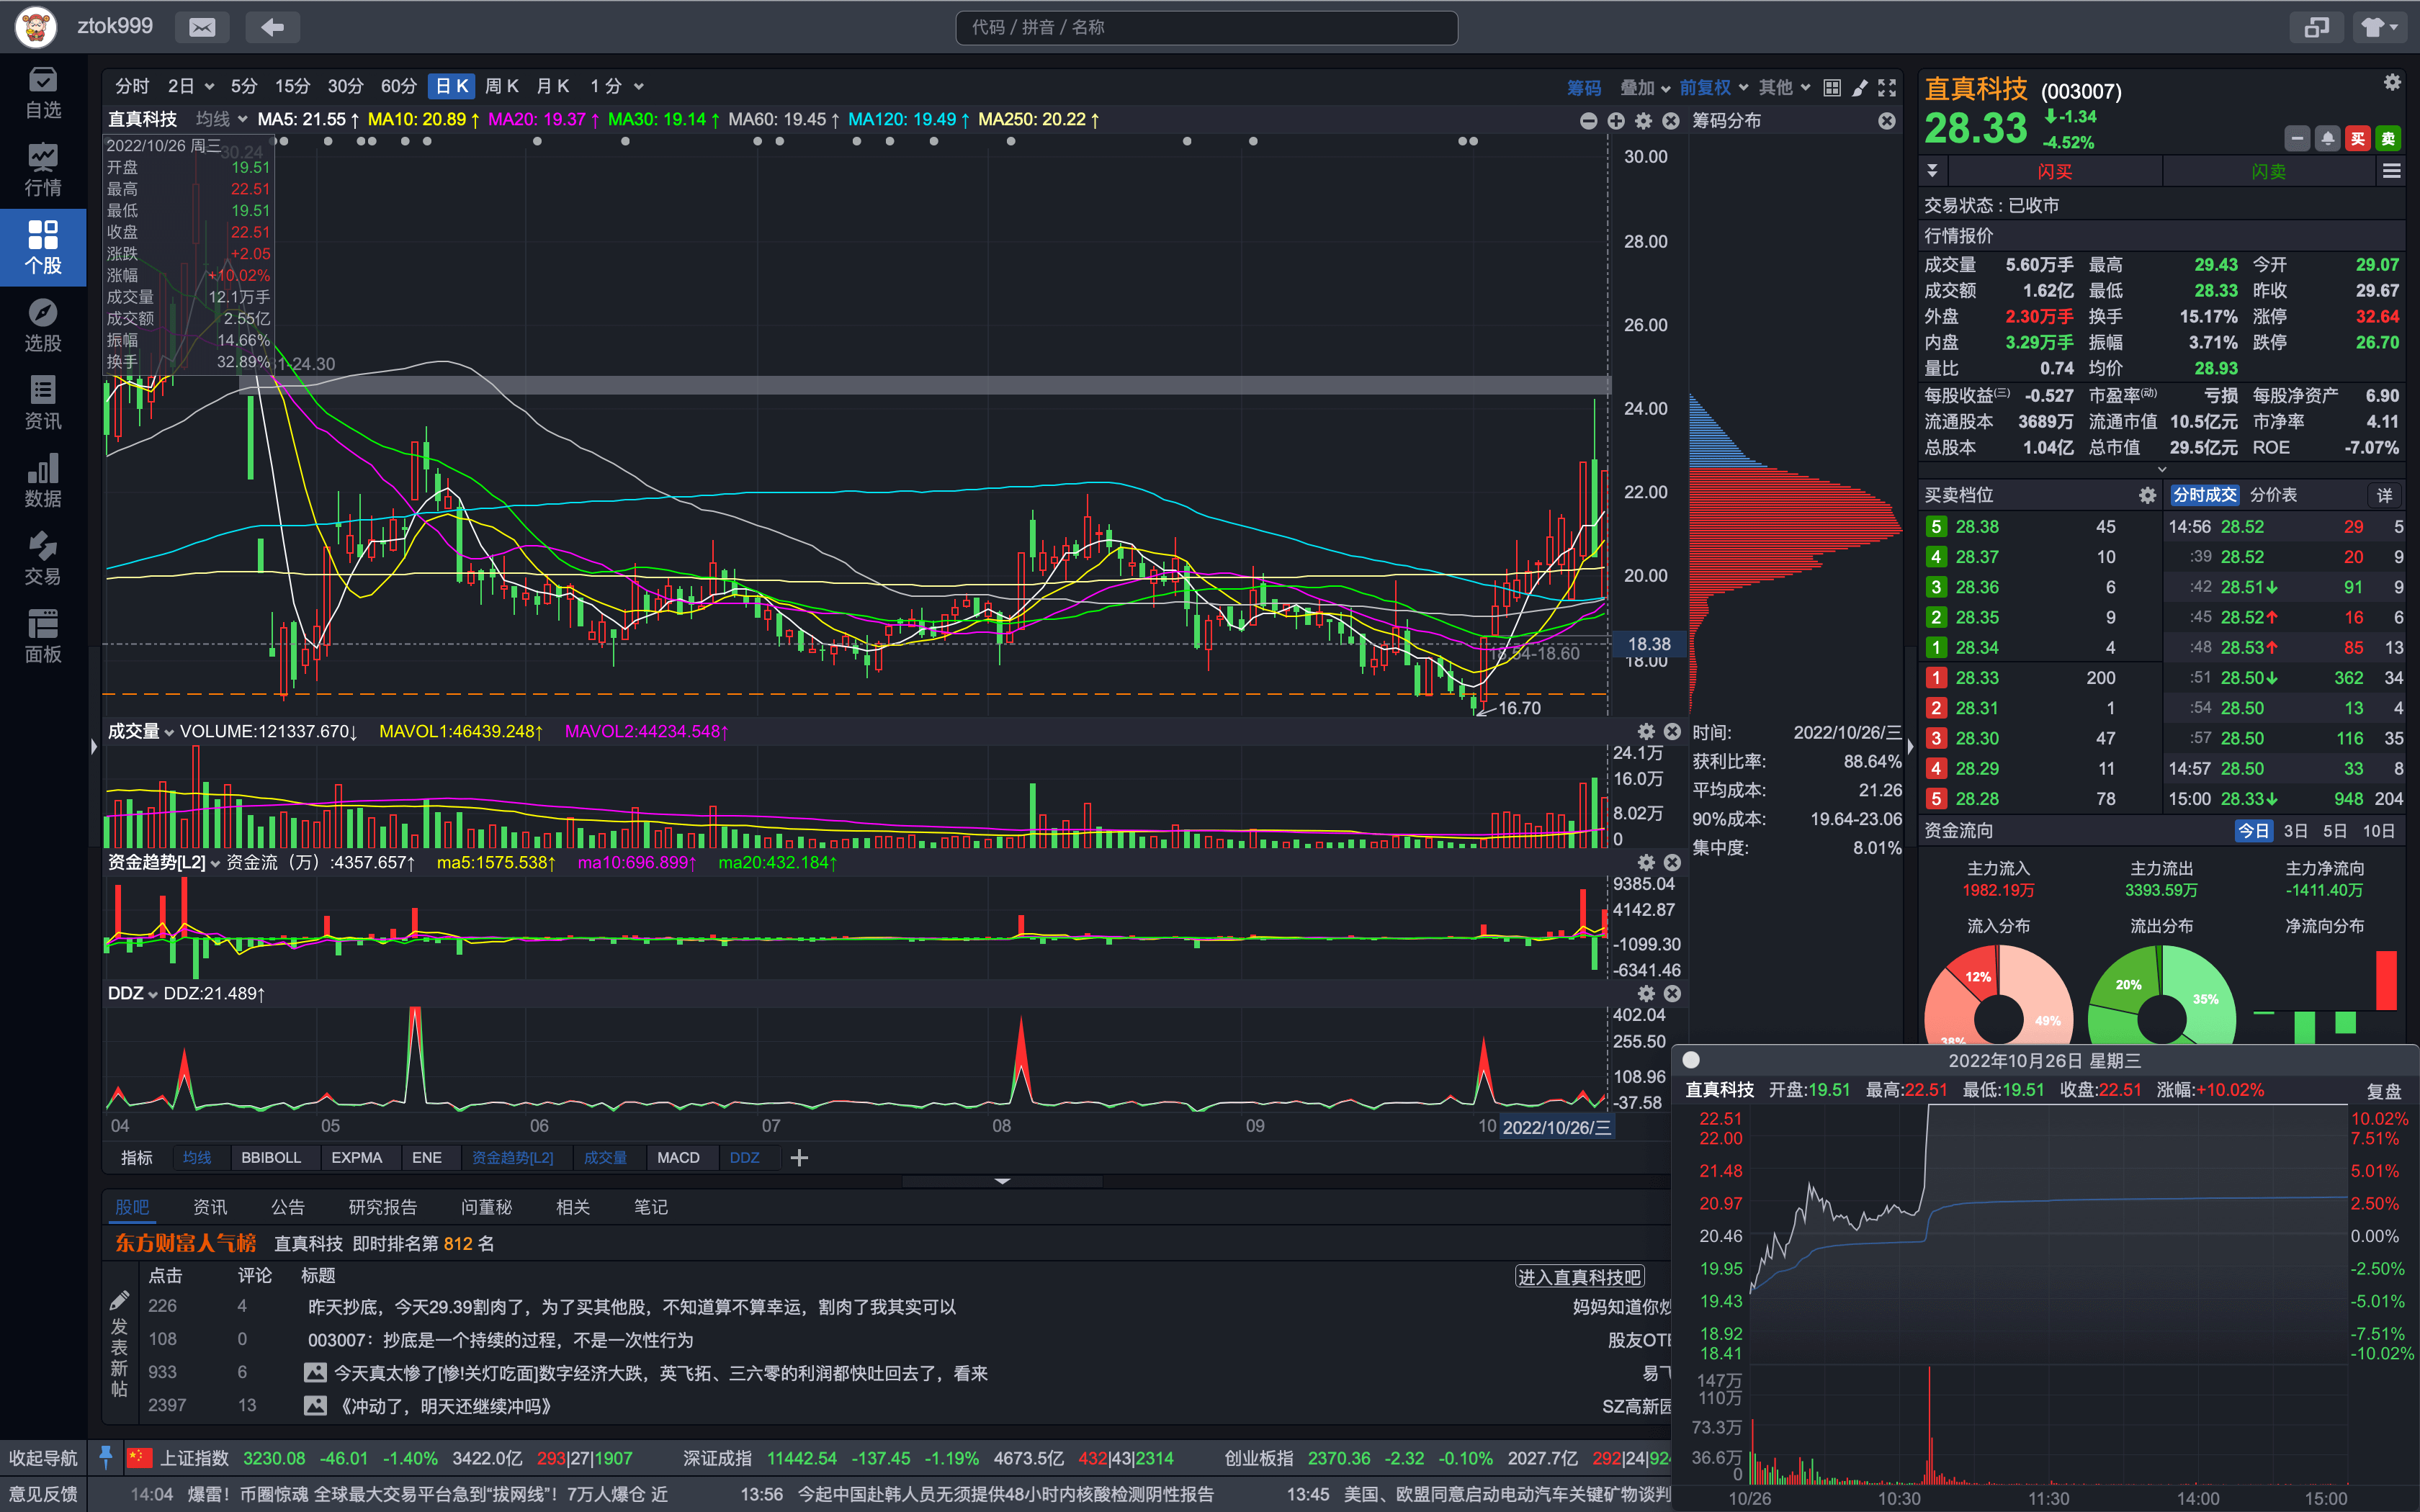 ztok999
代码 / 拼音 / 名称
自选
行情
个股
选股
资讯
数据
交易
面板
分时 2日 5分 15分 30分 60分 日K 周K 月K 1分
筹码 叠加 前复权 其他
直真科技 均线 MA5: 21.55↑ MA10: 20.89↑ MA20: 19.37↑ MA30: 19.14↑ MA60: 19.45↑ MA120: 19.49↑ MA250: 20.22↑
筹码分布
2022/10/26 周三
30.24
开盘 19.51
最高 22.51
最低 19.51
收盘 22.51
涨跌 +2.05
涨幅 +10.02%
成交量 12.1万手
成交额 2.55亿
振幅 14.66%
换手 32.89%
-24.30
30.00
28.00
26.00
24.00
22.00
20.00
18.38
18.00
18.54-18.60
16.70
成交量 VOLUME:121337.670↓ MAVOL1:46439.248↑ MAVOL2:44234.548↑
24.1万
16.0万
8.02万
0
资金趋势[L2] 资金流（万）:4357.657↑ ma5:1575.538↑ ma10:696.899↑ ma20:432.184↑
9385.04
4142.87
-1099.30
-6341.46
DDZ DDZ:21.489↑
402.04
255.50
108.96
-37.58
04 05 06 07 08 09 10 2022/10/26/三
时间: 2022/10/26/三
获利比率: 88.64%
平均成本: 21.26
90%成本: 19.64-23.06
集中度: 8.01%
指标 均线 BBIBOLL EXPMA ENE 资金趋势[L2] 成交量 MACD DDZ
股吧 资讯 公告 研究报告 问董秘 相关 笔记
东方财富人气榜 直真科技 即时排名第 812 名
点击 评论 标题
进入直真科技吧
发表新帖
226 4 昨天抄底，今天29.39割肉了，为了买其他股，不知道算不算幸运，割肉了我其实可以 妈妈知道你炒
108 0 003007：抄底是一个持续的过程，不是一次性行为 股友OTE
933 6 今天真太惨了[惨!关灯吃面]数字经济大跌，英飞拓、三六零的利润都快吐回去了，看来 易飞
2397 13 《冲动了，明天还继续冲吗》 SZ高新园
直真科技 (003007)
28.33 ↓-1.34
-4.52%
买 卖
闪买 闪卖
交易状态：已收市
行情报价
成交量 5.60万手 最高 29.43 今开 29.07
成交额 1.62亿 最低 28.33 昨收 29.67
外盘 2.30万手 换手 15.17% 涨停 32.64
内盘 3.29万手 振幅 3.71% 跌停 26.70
量比 0.74 均价 28.93
每股收益(三) -0.527 市盈率(动) 亏损 每股净资产 6.90
流通股本 3689万 流通市值 10.5亿元 市净率 4.11
总股本 1.04亿 总市值 29.5亿元 ROE -7.07%
买卖档位
分时成交 分价表 详
5 28.38 45 14:56 28.52 29 5
4 28.37 10 :39 28.52 20 9
3 28.36 6 :42 28.51↓ 91 9
2 28.35 9 :45 28.52↑ 16 6
1 28.34 4 :48 28.53↑ 85 13
1 28.33 200 :51 28.50↓ 362 34
2 28.31 1 :54 28.50 13 4
3 28.30 47 :57 28.50 116 35
4 28.29 11 14:57 28.50 33 8
5 28.28 78 15:00 28.33↓ 948 204
资金流向 今日 3日 5日 10日
主力流入 主力流出 主力净流向
1982.19万 3393.59万 -1411.40万
流入分布 流出分布 净流向分布
12% 49% 38%
20% 35%
2022年10月26日 星期三
直真科技 开盘:19.51 最高:22.51 最低:19.51 收盘:22.51 涨幅:+10.02% 复盘
22.51 10.02%
22.00 7.51%
21.48 5.01%
20.97 2.50%
20.46 0.00%
19.95 -2.50%
19.43 -5.01%
18.92 -7.51%
18.41 -10.02%
147万
110万
73.3万
36.6万
0
10/26 10:30 11:30 14:00 15:00
收起导航 上证指数 3230.08 -46.01 -1.40% 3422.0亿 293|27|1907 深证成指 11442.54 -137.45 -1.19% 4673.5亿 432|43|2314 创业板指 2370.36 -2.32 -0.10% 2027.7亿 292|24|924
意见反馈 14:04 爆雷！币圈惊魂 全球最大交易平台急到“拔网线”！7万人爆仓 近 13:56 今起中国赴韩人员无须提供48小时内核酸检测阴性报告 13:45 美国、欧盟同意启动电动汽车关键矿物谈判